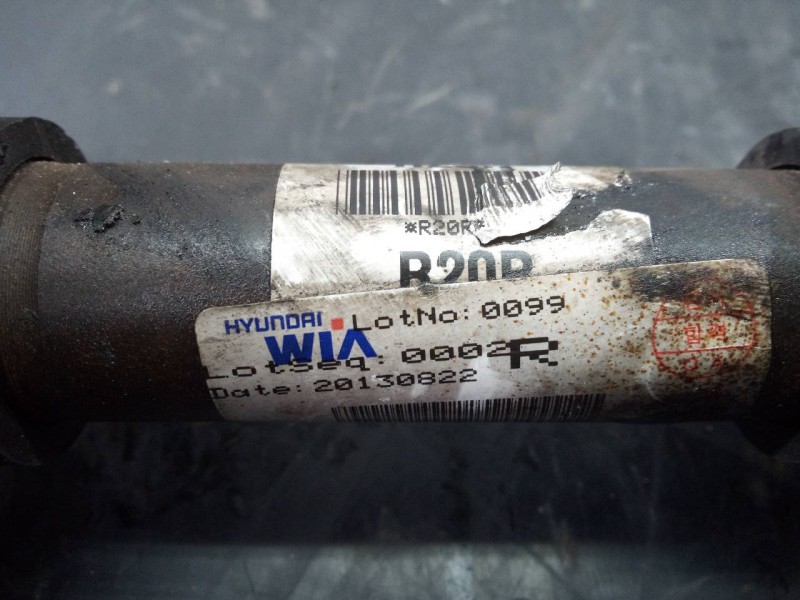 *R20R*
R20R
HYUNDAI
WIA
LotNo: 0099
LotSeq: 0002 R
Date: 20130822